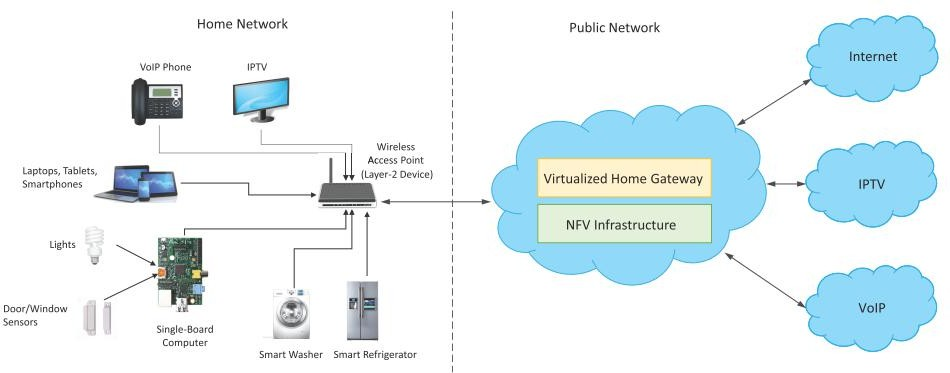 Home Network
Public Network
VoIP Phone
IPTV
Wireless
Access Point
(Layer-2 Device)
Laptops, Tablets,
Smartphones
Lights
Door/Window
Sensors
Single-Board
Computer
Smart Washer
Smart Refrigerator
Virtualized Home Gateway
NFV Infrastructure
Internet
IPTV
VoIP